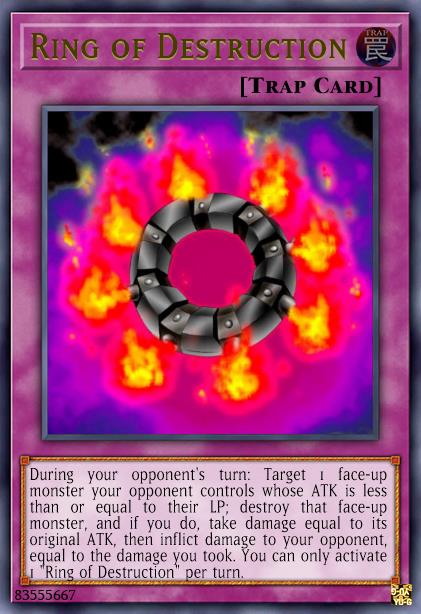 RING OF DESTRUCTION
TRAP
罠
[TRAP CARD]
During your opponent's turn: Target 1 face-up
monster your opponent controls whose ATK is less
than or equal to their LP; destroy that face-up
monster, and if you do, take damage equal to its
original ATK, then inflict damage to your opponent,
equal to the damage you took. You can only activate
1 "Ring of Destruction" per turn.
83555667